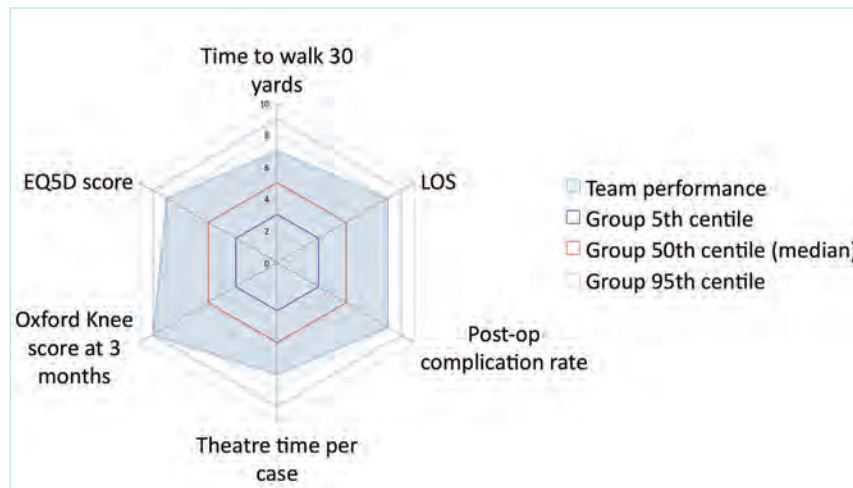 Time to walk 30
yards
10
8
6
4
2
0
EQ5D score
LOS
Oxford Knee
score at 3
months
Post-op
complication rate
Theatre time per
case
Team performance
Group 5th centile
Group 50th centile (median)
Group 95th centile